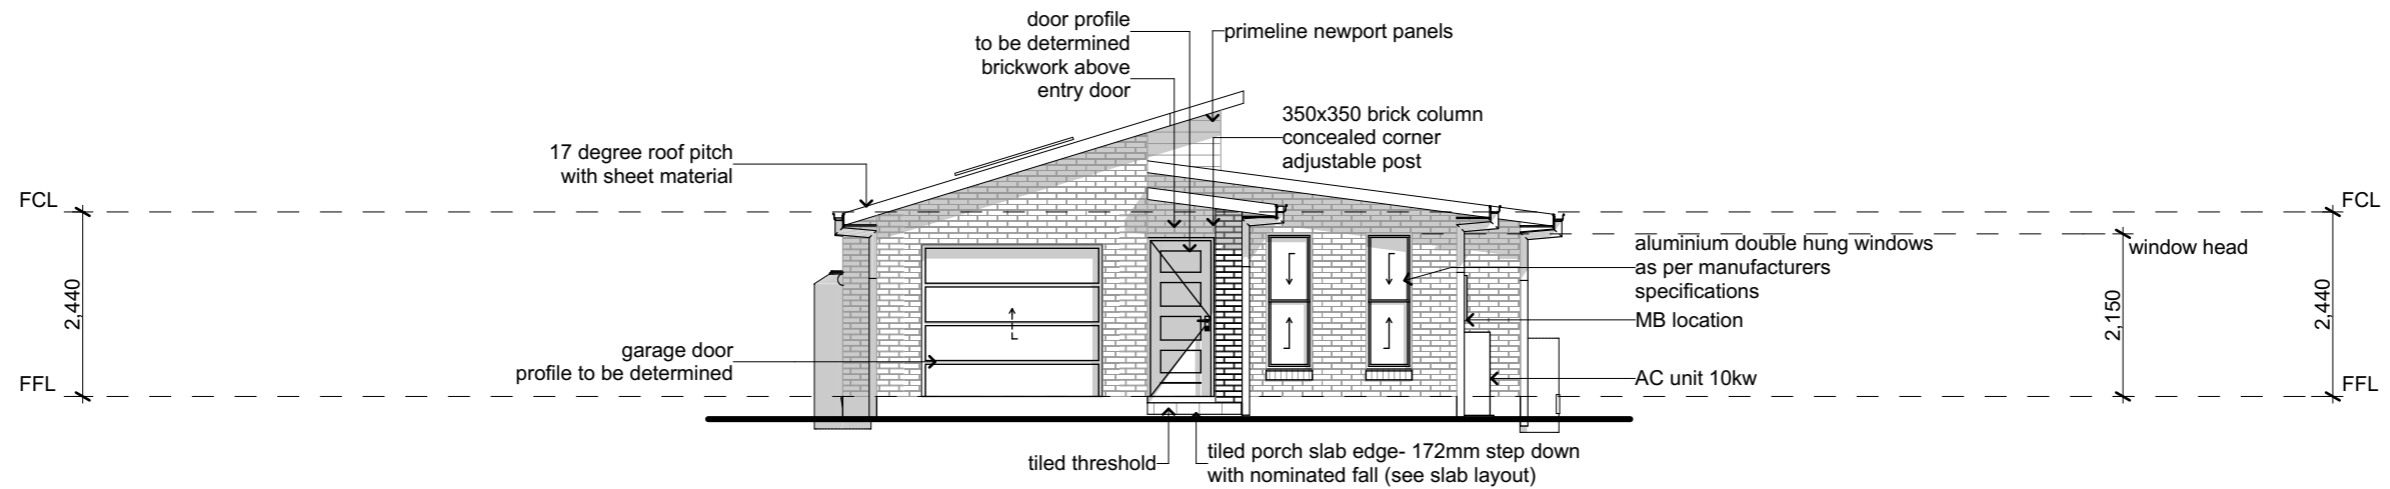 door profile
to be determined
brickwork above
entry door
primeline newport panels
350x350 brick column
concealed corner
adjustable post
17 degree roof pitch
with sheet material
FCL
FCL
aluminium double hung windows
as per manufacturers
specifications
window head
2,440
2,150
2,440
MB location
garage door
profile to be determined
AC unit 10kw
FFL
FFL
tiled threshold
tiled porch slab edge- 172mm step down
with nominated fall (see slab layout)